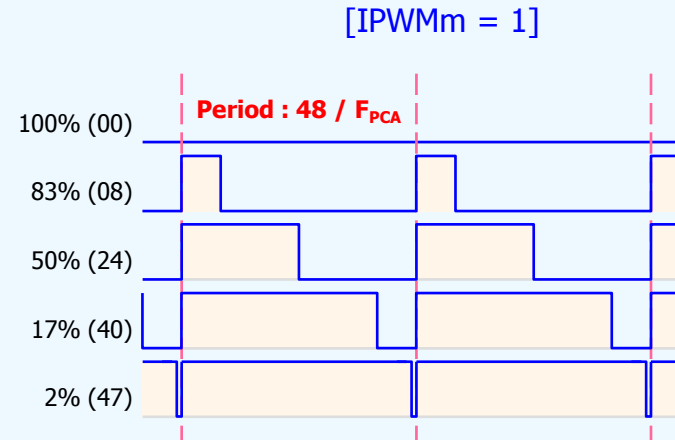 [IPWMm = 1]
Period : 48 / FPCA
100% (00)
83% (08)
50% (24)
17% (40)
2% (47)